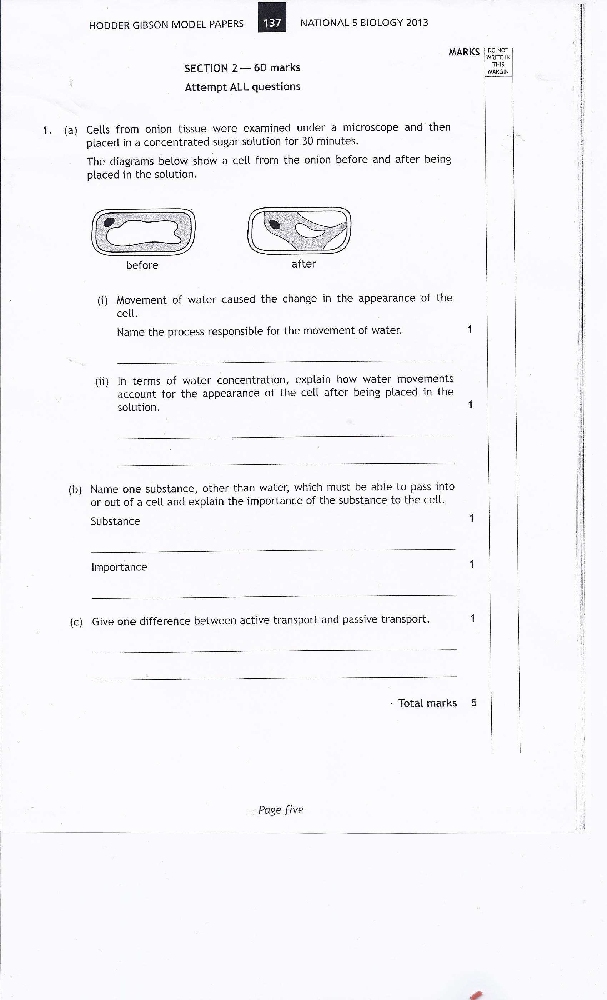 HODDER GIBSON MODEL PAPERS 137 NATIONAL 5 BIOLOGY 2013
MARKS
DO NOT
WRITE IN
THIS
MARGIN
SECTION 2 — 60 marks
Attempt ALL questions
1. (a) Cells from onion tissue were examined under a microscope and then
placed in a concentrated sugar solution for 30 minutes.
The diagrams below show a cell from the onion before and after being
placed in the solution.
before after
(i) Movement of water caused the change in the appearance of the
cell.
Name the process responsible for the movement of water. 1
(ii) In terms of water concentration, explain how water movements
account for the appearance of the cell after being placed in the
solution. 1
(b) Name one substance, other than water, which must be able to pass into
or out of a cell and explain the importance of the substance to the cell.
Substance 1
Importance 1
(c) Give one difference between active transport and passive transport. 1
Total marks 5
Page five